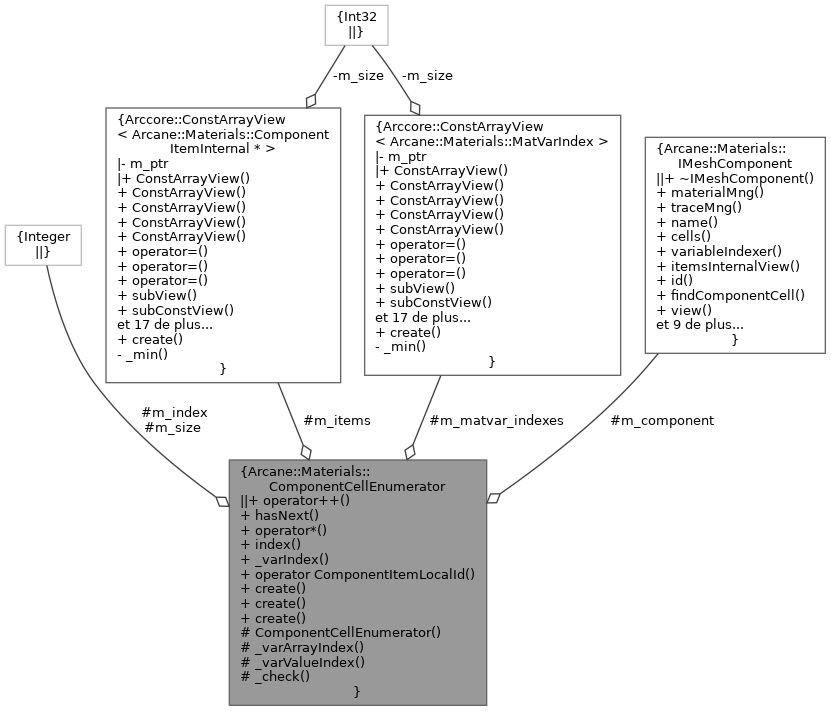 {Int32
||}
-m_size
-m_size
{Arccore::ConstArrayView
< Arcane::Materials::Component
ItemInternal * >
|- m_ptr
|+ ConstArrayView()
+ ConstArrayView()
+ ConstArrayView()
+ ConstArrayView()
+ ConstArrayView()
+ operator=()
+ operator=()
+ operator=()
+ subView()
+ subConstView()
et 17 de plus...
+ create()
- _min()
}
{Arccore::ConstArrayView
< Arcane::Materials::MatVarIndex >
|- m_ptr
|+ ConstArrayView()
+ ConstArrayView()
+ ConstArrayView()
+ ConstArrayView()
+ ConstArrayView()
+ operator=()
+ operator=()
+ operator=()
+ subView()
+ subConstView()
et 17 de plus...
+ create()
- _min()
}
{Arcane::Materials::
IMeshComponent
||+ ~IMeshComponent()
+ materialMng()
+ traceMng()
+ name()
+ cells()
+ variableIndexer()
+ itemsInternalView()
+ id()
+ findComponentCell()
+ view()
et 9 de plus...
}
{Integer
||}
#m_index
#m_size
#m_items
#m_matvar_indexes
#m_component
{Arcane::Materials::
ComponentCellEnumerator
||+ operator++()
+ hasNext()
+ operator*()
+ index()
+ _varIndex()
+ operator ComponentItemLocalId()
+ create()
+ create()
+ create()
# ComponentCellEnumerator()
# _varArrayIndex()
# _varValueIndex()
# _check()
}